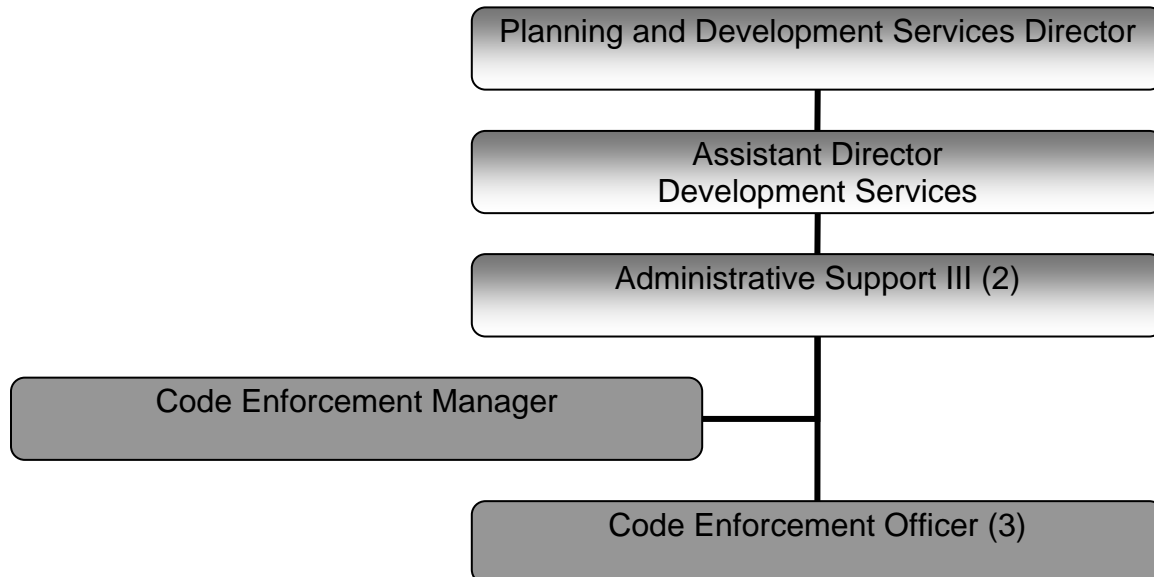 Planning and Development Services Director
Assistant Director
Development Services
Administrative Support III (2)
Code Enforcement Manager
Code Enforcement Officer (3)